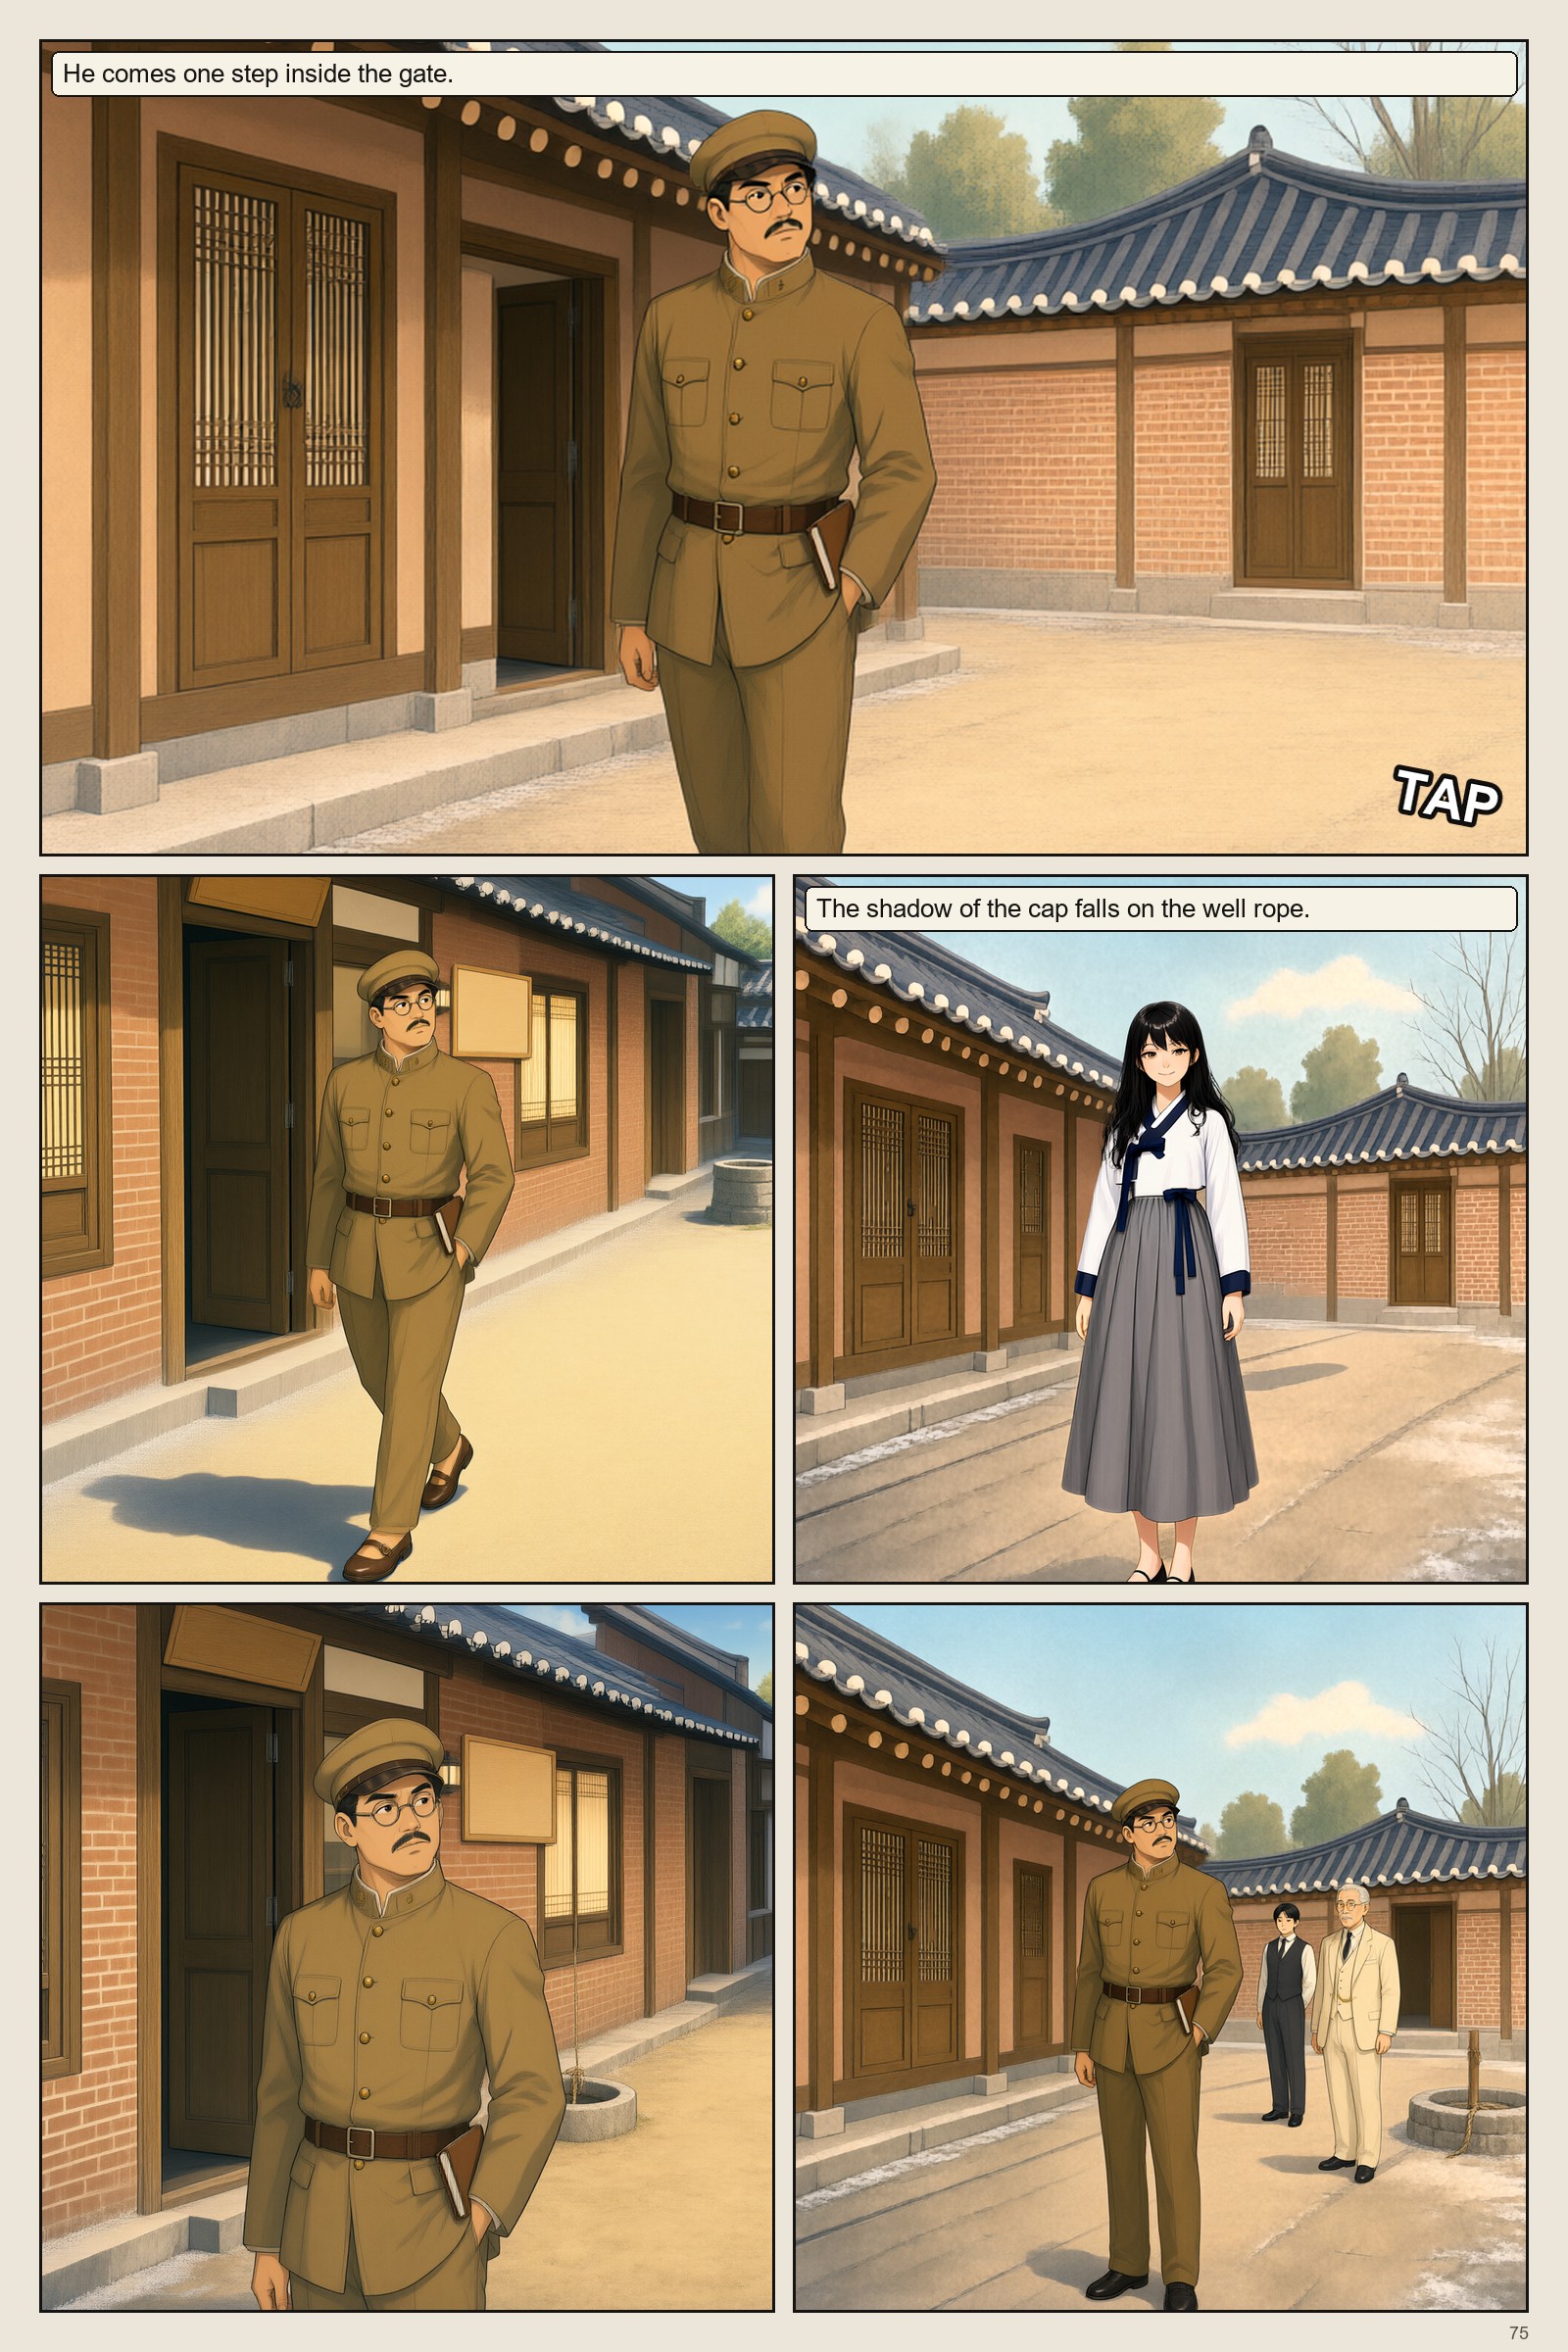 He comes one step inside the gate.
TAP
The shadow of the cap falls on the well rope.
75